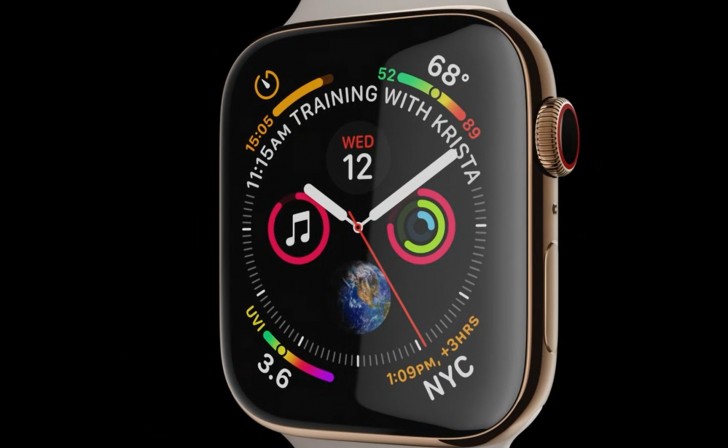 15:05
11:15AM TRAINING WITH KRISTA
52
68°
89
WED
12
UVI
3.6
1:09PM, +3HRS
NYC